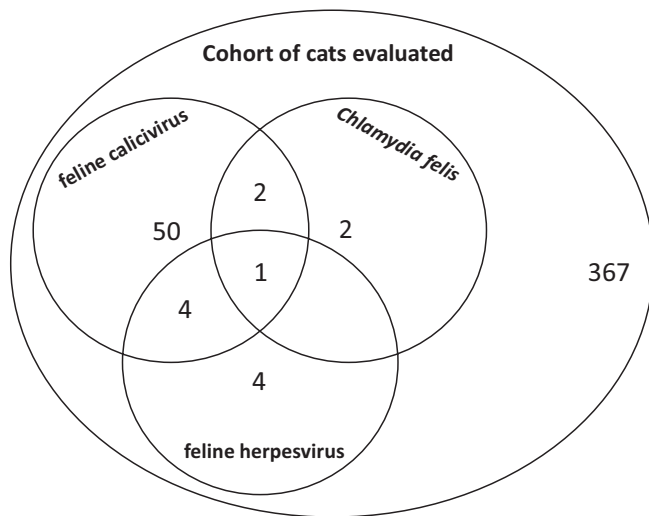 Cohort of cats evaluated
feline calicivirus
Chlamydia felis
2
50
2
1
367
4
4
feline herpesvirus